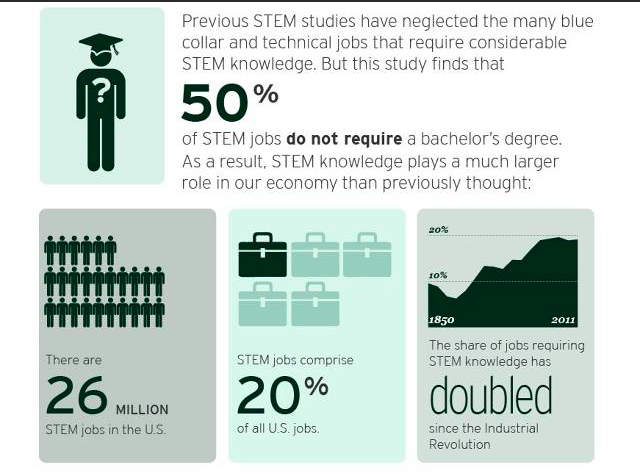 Previous STEM studies have neglected the many blue
collar and technical jobs that require considerable
STEM knowledge. But this study finds that
50%
of STEM jobs do not require a bachelor's degree.
As a result, STEM knowledge plays a much larger
role in our economy than previously thought:
?
There are
26 MILLION
STEM jobs in the U.S.
STEM jobs comprise
20%
of all U.S. jobs.
20%
10%
1850 2011
The share of jobs requiring
STEM knowledge has
doubled
since the Industrial
Revolution